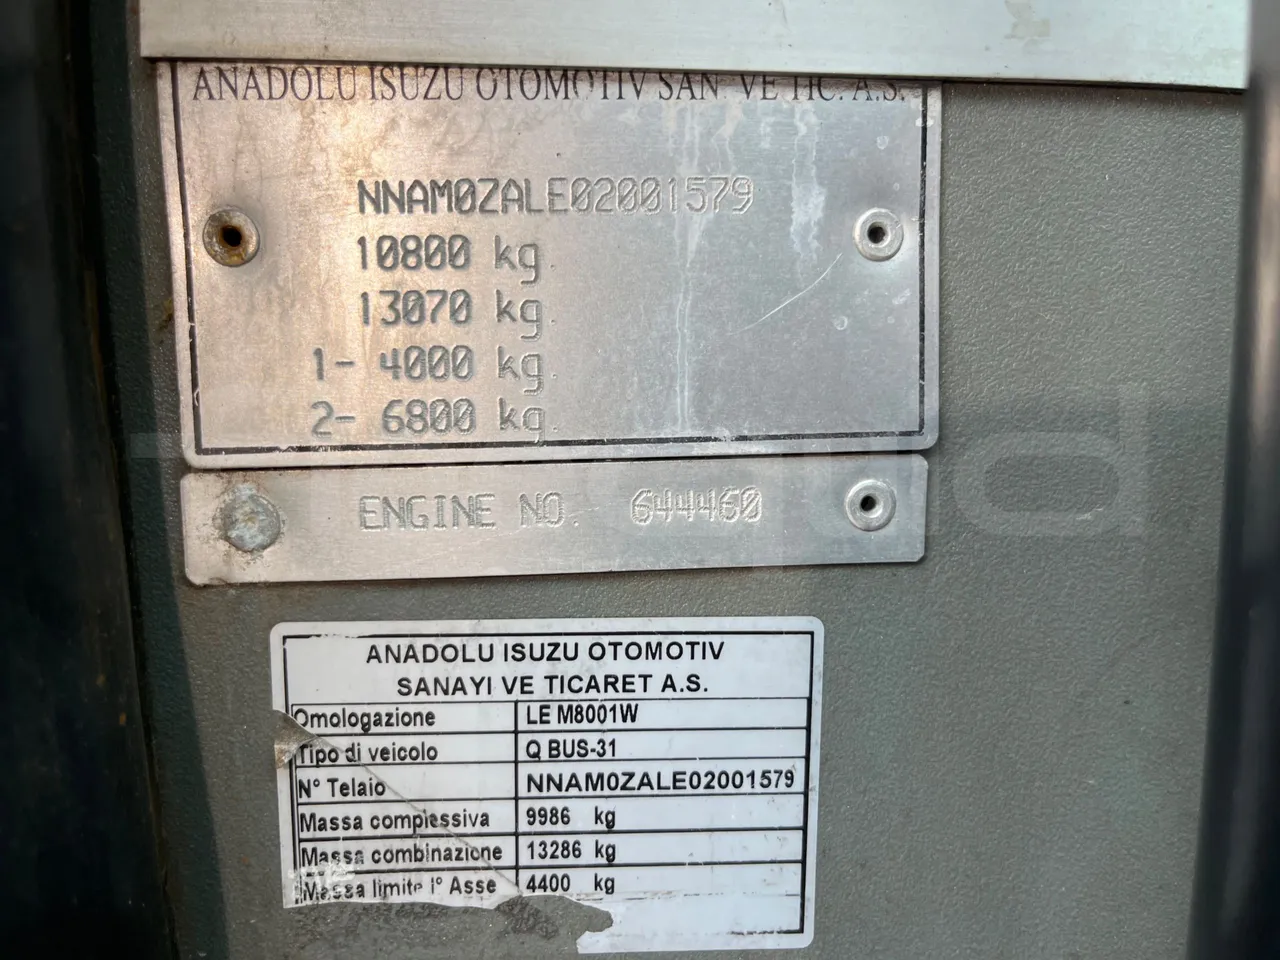 ANADOLU ISUZU OTOMOTIV SAN. VE TIC. A.S.
NNAM0ZALE02001579
10800 kg.
13070 kg.
1- 4000 kg.
2- 6800 kg.
ENGINE NO. 644460
ANADOLU ISUZU OTOMOTIV
SANAYI VE TICARET A.S.
Omologazione LE M8001W
Tipo di veicolo Q BUS-31
N° Telaio NNAM0ZALE02001579
Massa complessiva 9986 kg
Massa combinazione 13286 kg
Massa limite I° Asse 4400 kg